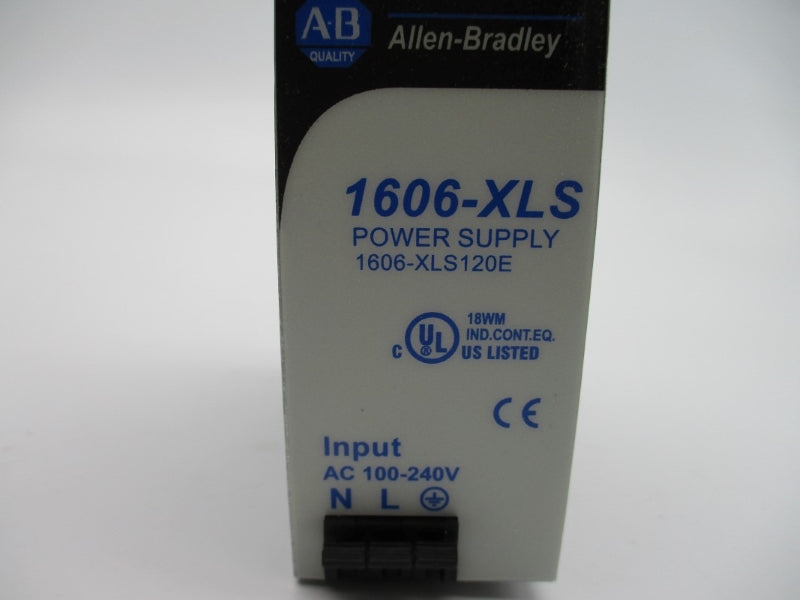 A-B
QUALITY
Allen-Bradley
1606-XLS
POWER SUPPLY
1606-XLS120E
18WM
IND.CONT.EQ.
C UL ® US LISTED
CE
Input
AC 100-240V
N L